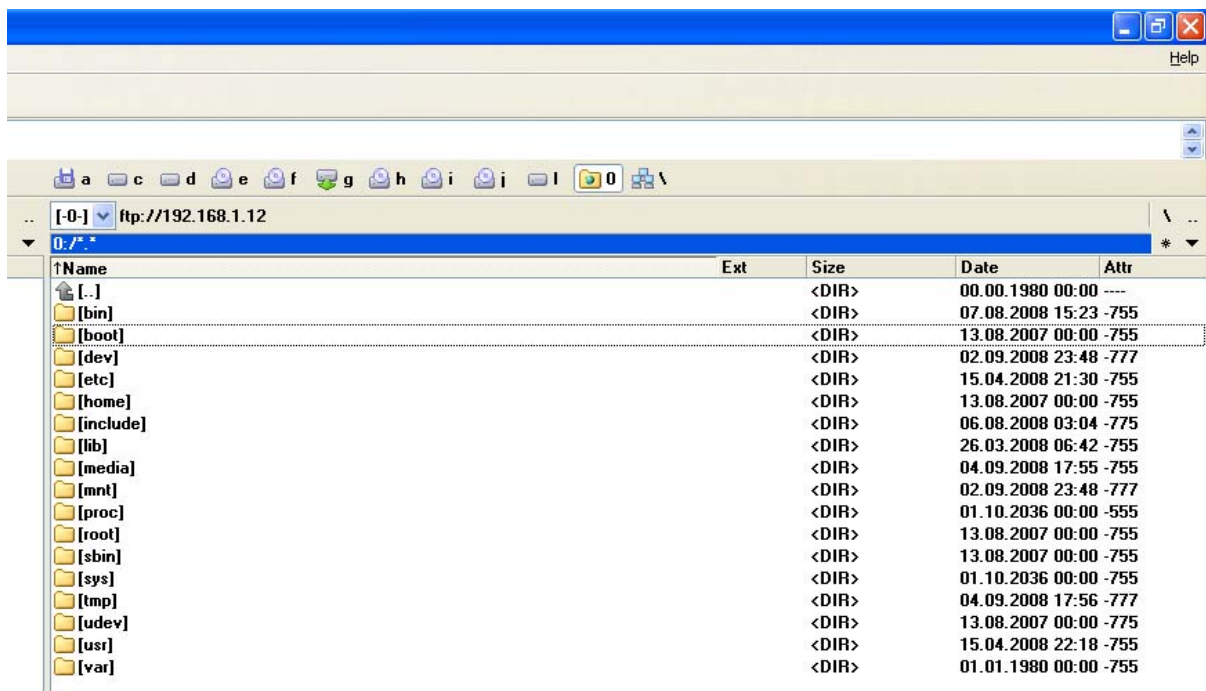 Help
a c d e f g h i j l 0 \
.. [-0-] ftp://192.168.1.12 \ ..
0:/*.* * 
↑Name Ext Size Date Attr
[..] <DIR> 00.00.1980 00:00 ----
[bin] <DIR> 07.08.2008 15:23 -755
[boot] <DIR> 13.08.2007 00:00 -755
[dev] <DIR> 02.09.2008 23:48 -777
[etc] <DIR> 15.04.2008 21:30 -755
[home] <DIR> 13.08.2007 00:00 -755
[include] <DIR> 06.08.2008 03:04 -775
[lib] <DIR> 26.03.2008 06:42 -755
[media] <DIR> 04.09.2008 17:55 -755
[mnt] <DIR> 02.09.2008 23:48 -777
[proc] <DIR> 01.10.2036 00:00 -555
[root] <DIR> 13.08.2007 00:00 -755
[sbin] <DIR> 13.08.2007 00:00 -755
[sys] <DIR> 01.10.2036 00:00 -755
[tmp] <DIR> 04.09.2008 17:56 -777
[udev] <DIR> 13.08.2007 00:00 -775
[usr] <DIR> 15.04.2008 22:18 -755
[var] <DIR> 01.01.1980 00:00 -755